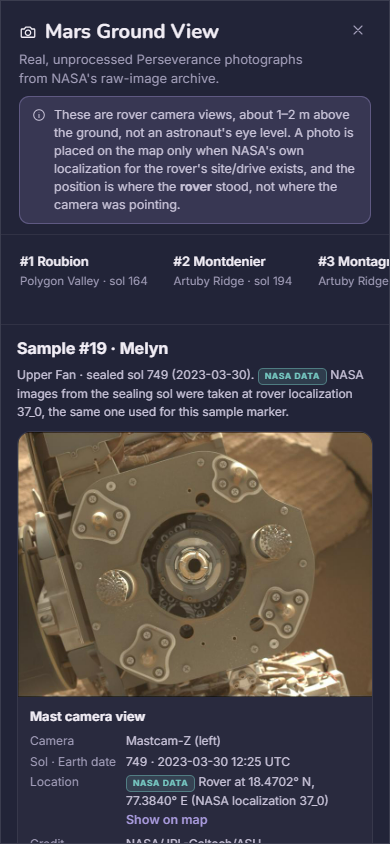 Mars Ground View
Real, unprocessed Perseverance photographs
from NASA's raw-image archive.
These are rover camera views, about 1–2 m above
the ground, not an astronaut's eye level. A photo is
placed on the map only when NASA's own
localization for the rover's site/drive exists, and the
position is where the rover stood, not where the
camera was pointing.
#1 Roubion
Polygon Valley · sol 164
#2 Montdenier
Artuby Ridge · sol 194
#3
Artuby Ridge
Sample #19 · Melyn
Upper Fan · sealed sol 749 (2023-03-30). NASA DATA NASA
images from the sealing sol were taken at rover localization
37_0, the same one used for this sample marker.
Mast camera view
Camera Mastcam-Z (left)
Sol · Earth date 749 · 2023-03-30 12:25 UTC
Location NASA DATA Rover at 18.4702° N,
77.3840° E (NASA localization 37_0)
Show on map
Credit NASA/JPL-Caltech/ASU